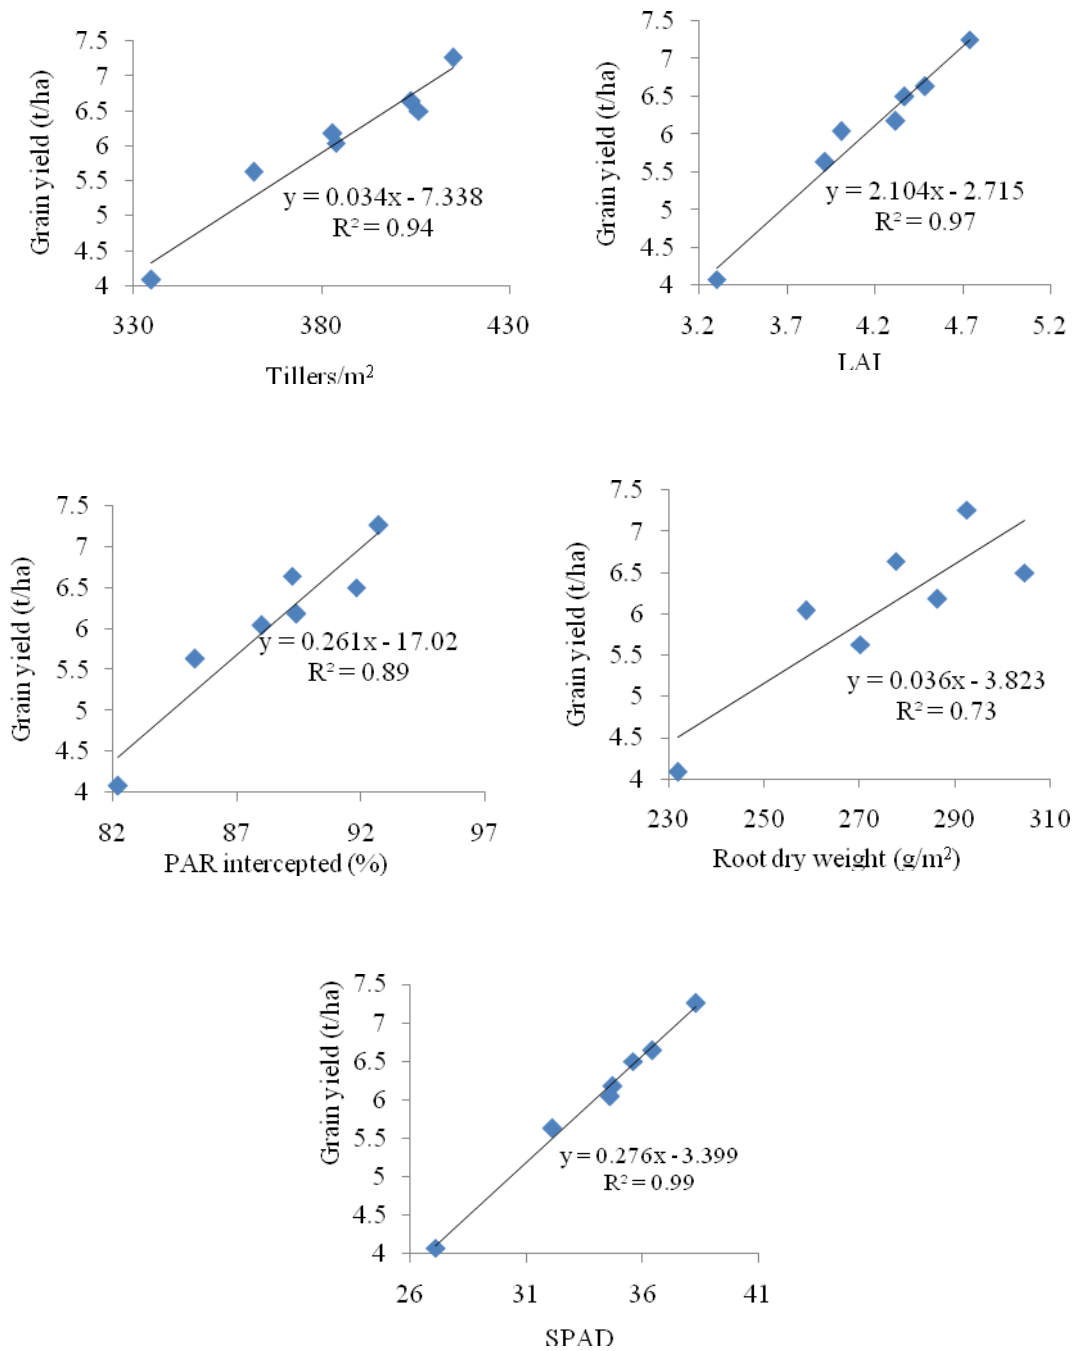 7.5
7
6.5
6
5.5
5
4.5
4
Grain yield (t/ha)
y = 0.034x - 7.338
R² = 0.94
330 380 430
Tillers/m²
7.5
7
6.5
6
5.5
5
4.5
4
Grain yield (t/ha)
y = 2.104x - 2.715
R² = 0.97
3.2 3.7 4.2 4.7 5.2
LAI
7.5
7
6.5
6
5.5
5
4.5
4
Grain yield (t/ha)
y = 0.261x - 17.02
R² = 0.89
82 87 92 97
PAR intercepted (%)
7.5
7
6.5
6
5.5
5
4.5
4
Grain yield (t/ha)
y = 0.036x - 3.823
R² = 0.73
230 250 270 290 310
Root dry weight (g/m²)
7.5
7
6.5
6
5.5
5
4.5
4
Grain yield (t/ha)
y = 0.276x - 3.399
R² = 0.99
26 31 36 41
SPAD